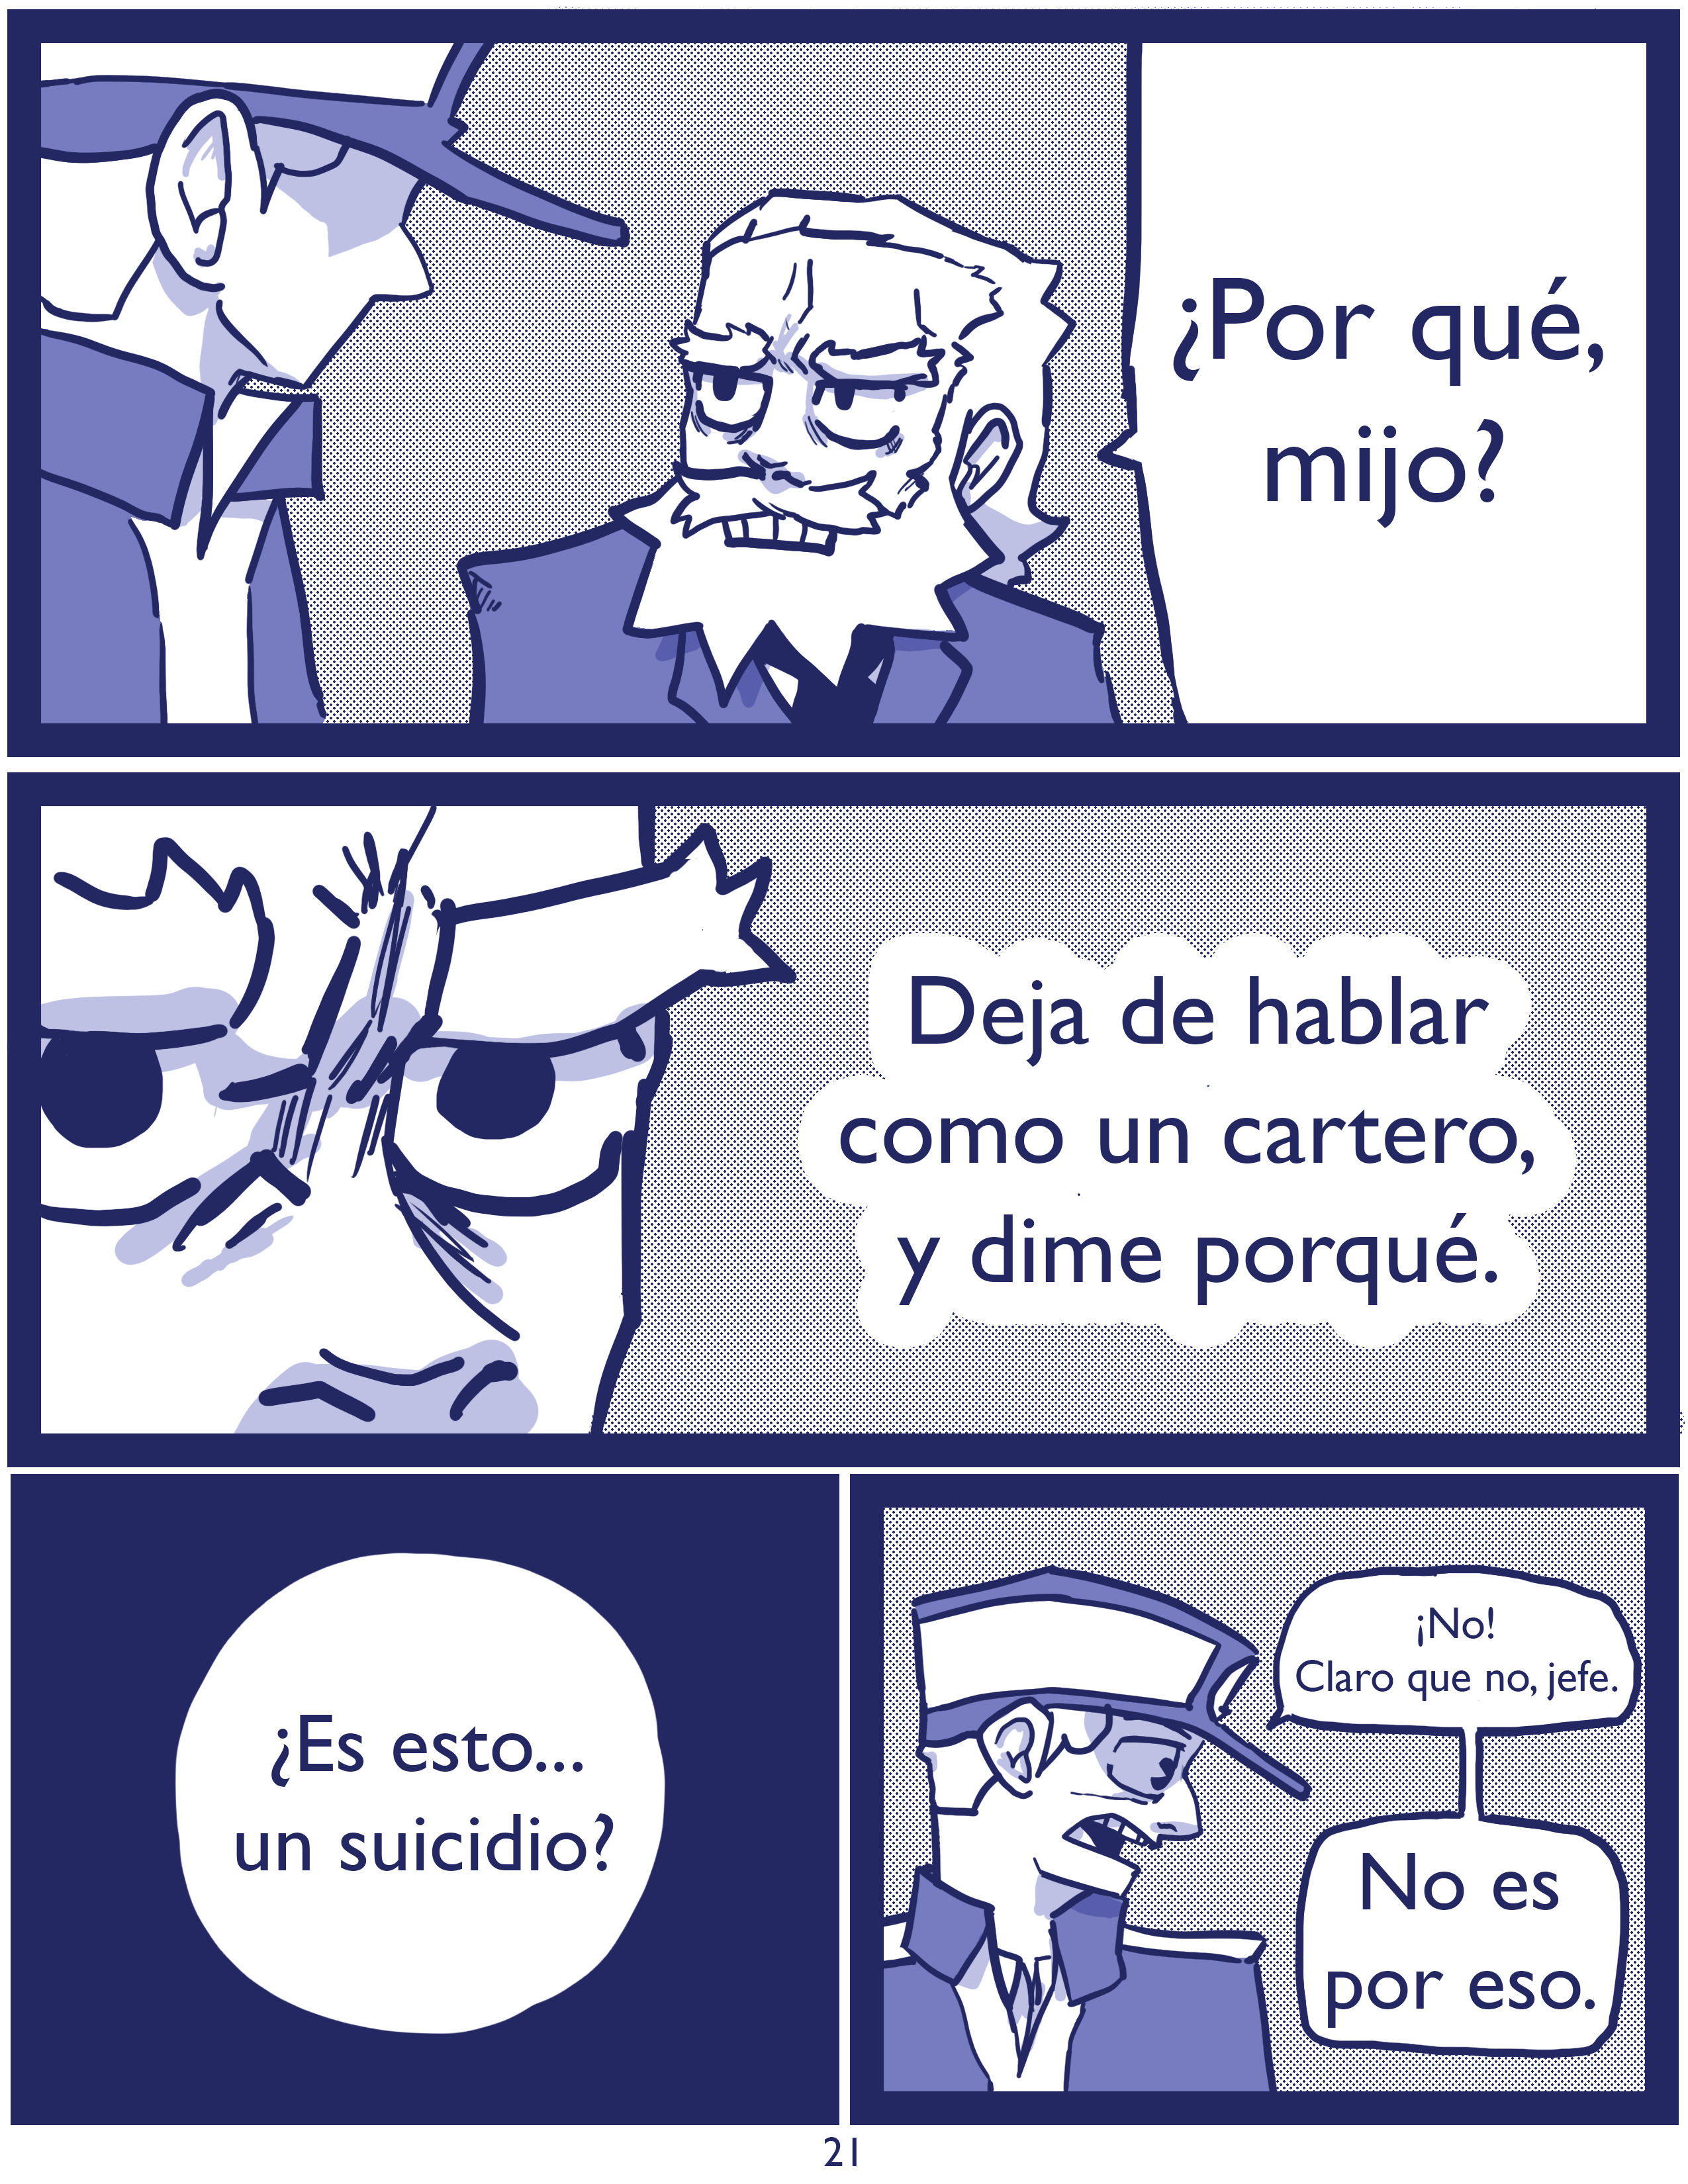 ¿Por qué,
mijo?
Deja de hablar
como un cartero,
y dime porqué.
¿Es esto...
un suicidio?
¡No!
Claro que no, jefe.
No es
por eso.
21